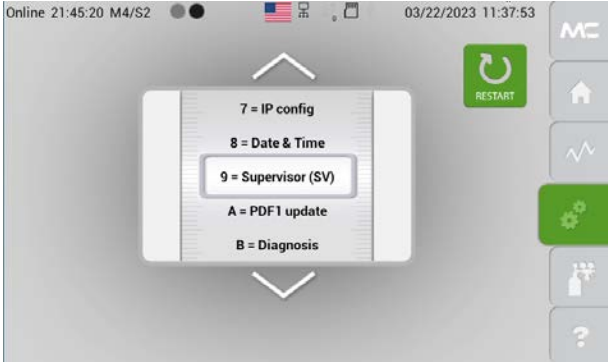 Online 21:45:20 M4/S2 03/22/2023 11:37:53
MC
RESTART
7 = IP config
8 = Date & Time
9 = Supervisor (SV)
A = PDF1 update
B = Diagnosis
?